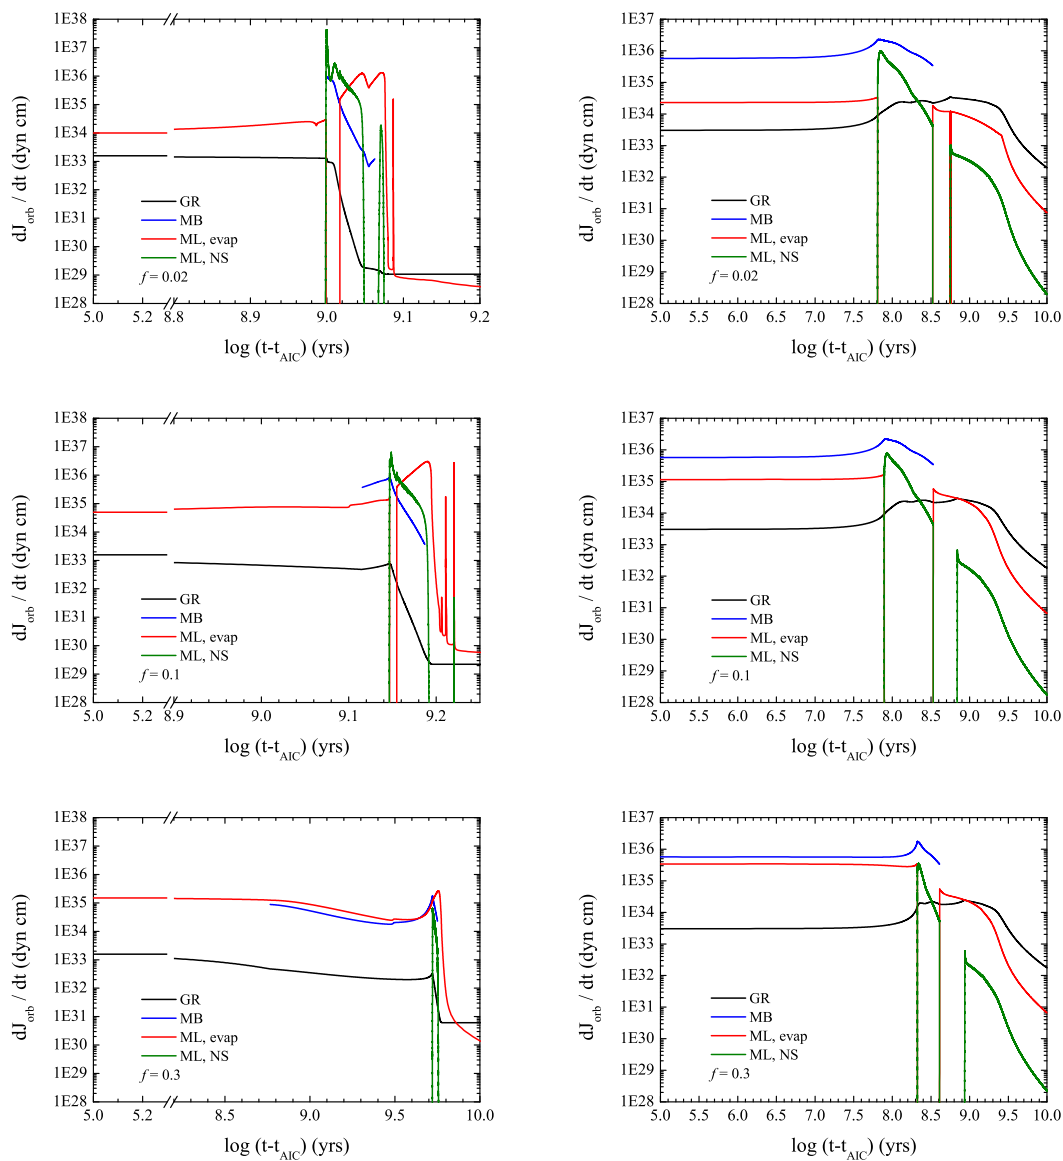 1E38
1E37
1E36
1E35
1E34
1E33
1E32
1E31
1E30
1E29
1E28
dJorb / dt (dyn cm)
GR
MB
ML, evap
ML, NS
f = 0.02
5.0 5.2 8.8 8.9 9.0 9.1 9.2
log (t-tAIC) (yrs)
1E37
1E36
1E35
1E34
1E33
1E32
1E31
1E30
1E29
1E28
dJorb / dt (dyn cm)
GR
MB
ML, evap
ML, NS
f = 0.02
5.0 5.5 6.0 6.5 7.0 7.5 8.0 8.5 9.0 9.5 10.0
log (t-tAIC) (yrs)
1E38
1E37
1E36
1E35
1E34
1E33
1E32
1E31
1E30
1E29
1E28
dJorb / dt (dyn cm)
GR
MB
ML, evap
ML, NS
f = 0.1
5.0 5.2 8.9 9.0 9.1 9.2
log (t-tAIC) (yrs)
1E37
1E36
1E35
1E34
1E33
1E32
1E31
1E30
1E29
1E28
dJorb / dt (dyn cm)
GR
MB
ML, evap
ML, NS
f = 0.1
5.0 5.5 6.0 6.5 7.0 7.5 8.0 8.5 9.0 9.5 10.0
log (t-tAIC) (yrs)
1E38
1E37
1E36
1E35
1E34
1E33
1E32
1E31
1E30
1E29
1E28
dJorb / dt (dyn cm)
GR
MB
ML, evap
ML, NS
f = 0.3
5.0 5.2 8.5 9.0 9.5 10.0
log (t-tAIC) (yrs)
1E37
1E36
1E35
1E34
1E33
1E32
1E31
1E30
1E29
1E28
dJorb / dt (dyn cm)
GR
MB
ML, evap
ML, NS
f = 0.3
5.0 5.5 6.0 6.5 7.0 7.5 8.0 8.5 9.0 9.5 10.0
log (t-tAIC) (yrs)